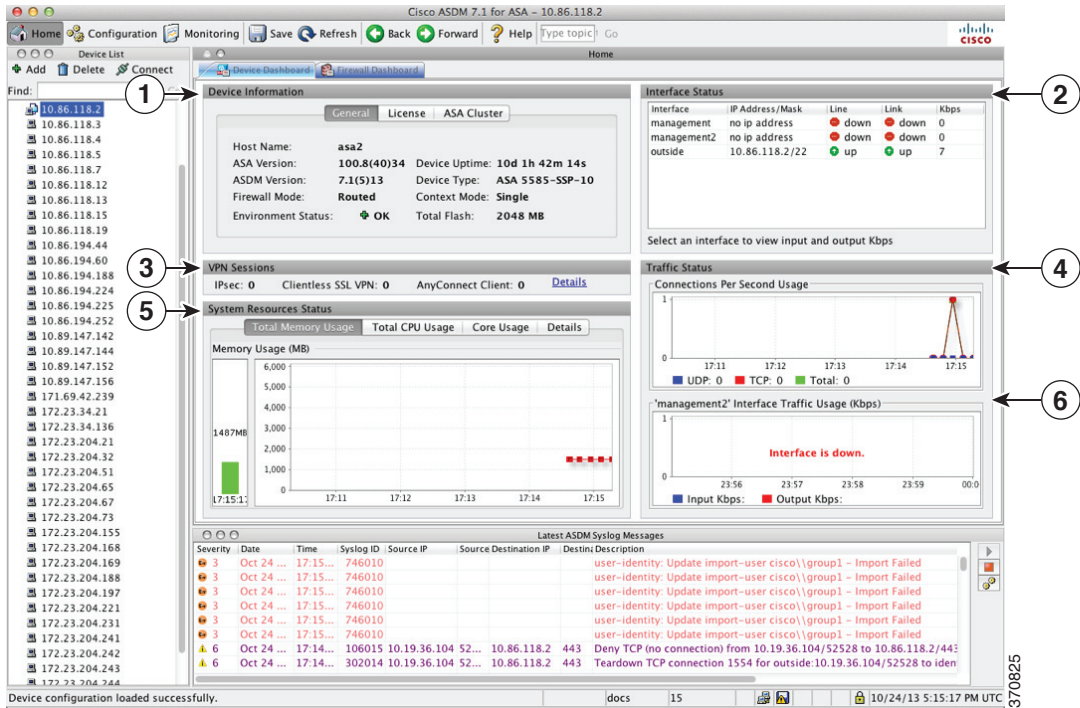 Cisco ASDM 7.1 for ASA – 10.86.118.2
Home Configuration Monitoring Save Refresh Back Forward Help Type topic Go
CISCO
Device List
Home
Add Delete Connect
Device Dashboard Firewall Dashboard
Find:
10.86.118.2
10.86.118.3
10.86.118.4
10.86.118.5
10.86.118.7
10.86.118.12
10.86.118.13
10.86.118.15
10.86.118.19
10.86.194.44
10.86.194.60
10.86.194.188
10.86.194.224
10.86.194.225
10.86.194.252
10.89.147.142
10.89.147.144
10.89.147.152
10.89.147.156
171.69.42.239
172.23.34.21
172.23.34.136
172.23.204.21
172.23.204.32
172.23.204.51
172.23.204.65
172.23.204.67
172.23.204.73
172.23.204.155
172.23.204.168
172.23.204.169
172.23.204.188
172.23.204.197
172.23.204.221
172.23.204.231
172.23.204.241
172.23.204.242
172.23.204.243
172.23.204.244
1
Device Information
General License ASA Cluster
Host Name: asa2
ASA Version: 100.8(40)34 Device Uptime: 10d 1h 42m 14s
ASDM Version: 7.1(5)13 Device Type: ASA 5585-SSP-10
Firewall Mode: Routed Context Mode: Single
Environment Status: OK Total Flash: 2048 MB
Interface Status
2
Interface IP Address/Mask Line Link Kbps
management no ip address down down 0
management2 no ip address down down 0
outside 10.86.118.2/22 up up 7
Select an interface to view input and output Kbps
3
VPN Sessions
IPsec: 0 Clientless SSL VPN: 0 AnyConnect Client: 0 Details
Traffic Status
4
Connections Per Second Usage
1
0
17:11 17:12 17:13 17:14 17:15
UDP: 0 TCP: 0 Total: 0
5
System Resources Status
Total Memory Usage Total CPU Usage Core Usage Details
Memory Usage (MB)
1487MB
17:15:1
6,000
5,000
4,000
3,000
2,000
1,000
0
17:11 17:12 17:13 17:14 17:15
6
'management2' Interface Traffic Usage (Kbps)
1
Interface is down.
0
23:56 23:57 23:58 23:59 00:0
Input Kbps: Output Kbps:
Latest ASDM Syslog Messages
Severity Date Time Syslog ID Source IP Source Destination IP Destina Description
3 Oct 24 ... 17:15... 746010 user-identity: Update import-user cisco\\group1 – Import Failed
3 Oct 24 ... 17:15... 746010 user-identity: Update import-user cisco\\group1 – Import Failed
3 Oct 24 ... 17:15... 746010 user-identity: Update import-user cisco\\group1 – Import Failed
3 Oct 24 ... 17:15... 746010 user-identity: Update import-user cisco\\group1 – Import Failed
3 Oct 24 ... 17:15... 746010 user-identity: Update import-user cisco\\group1 – Import Failed
3 Oct 24 ... 17:15... 746010 user-identity: Update import-user cisco\\group1 – Import Failed
6 Oct 24 ... 17:14... 106015 10.19.36.104 52... 10.86.118.2 443 Deny TCP (no connection) from 10.19.36.104/52528 to 10.86.118.2/443
6 Oct 24 ... 17:14... 302014 10.19.36.104 52... 10.86.118.2 443 Teardown TCP connection 1554 for outside:10.19.36.104/52528 to iden
Device configuration loaded successfully. docs 15 10/24/13 5:15:17 PM UTC
370825